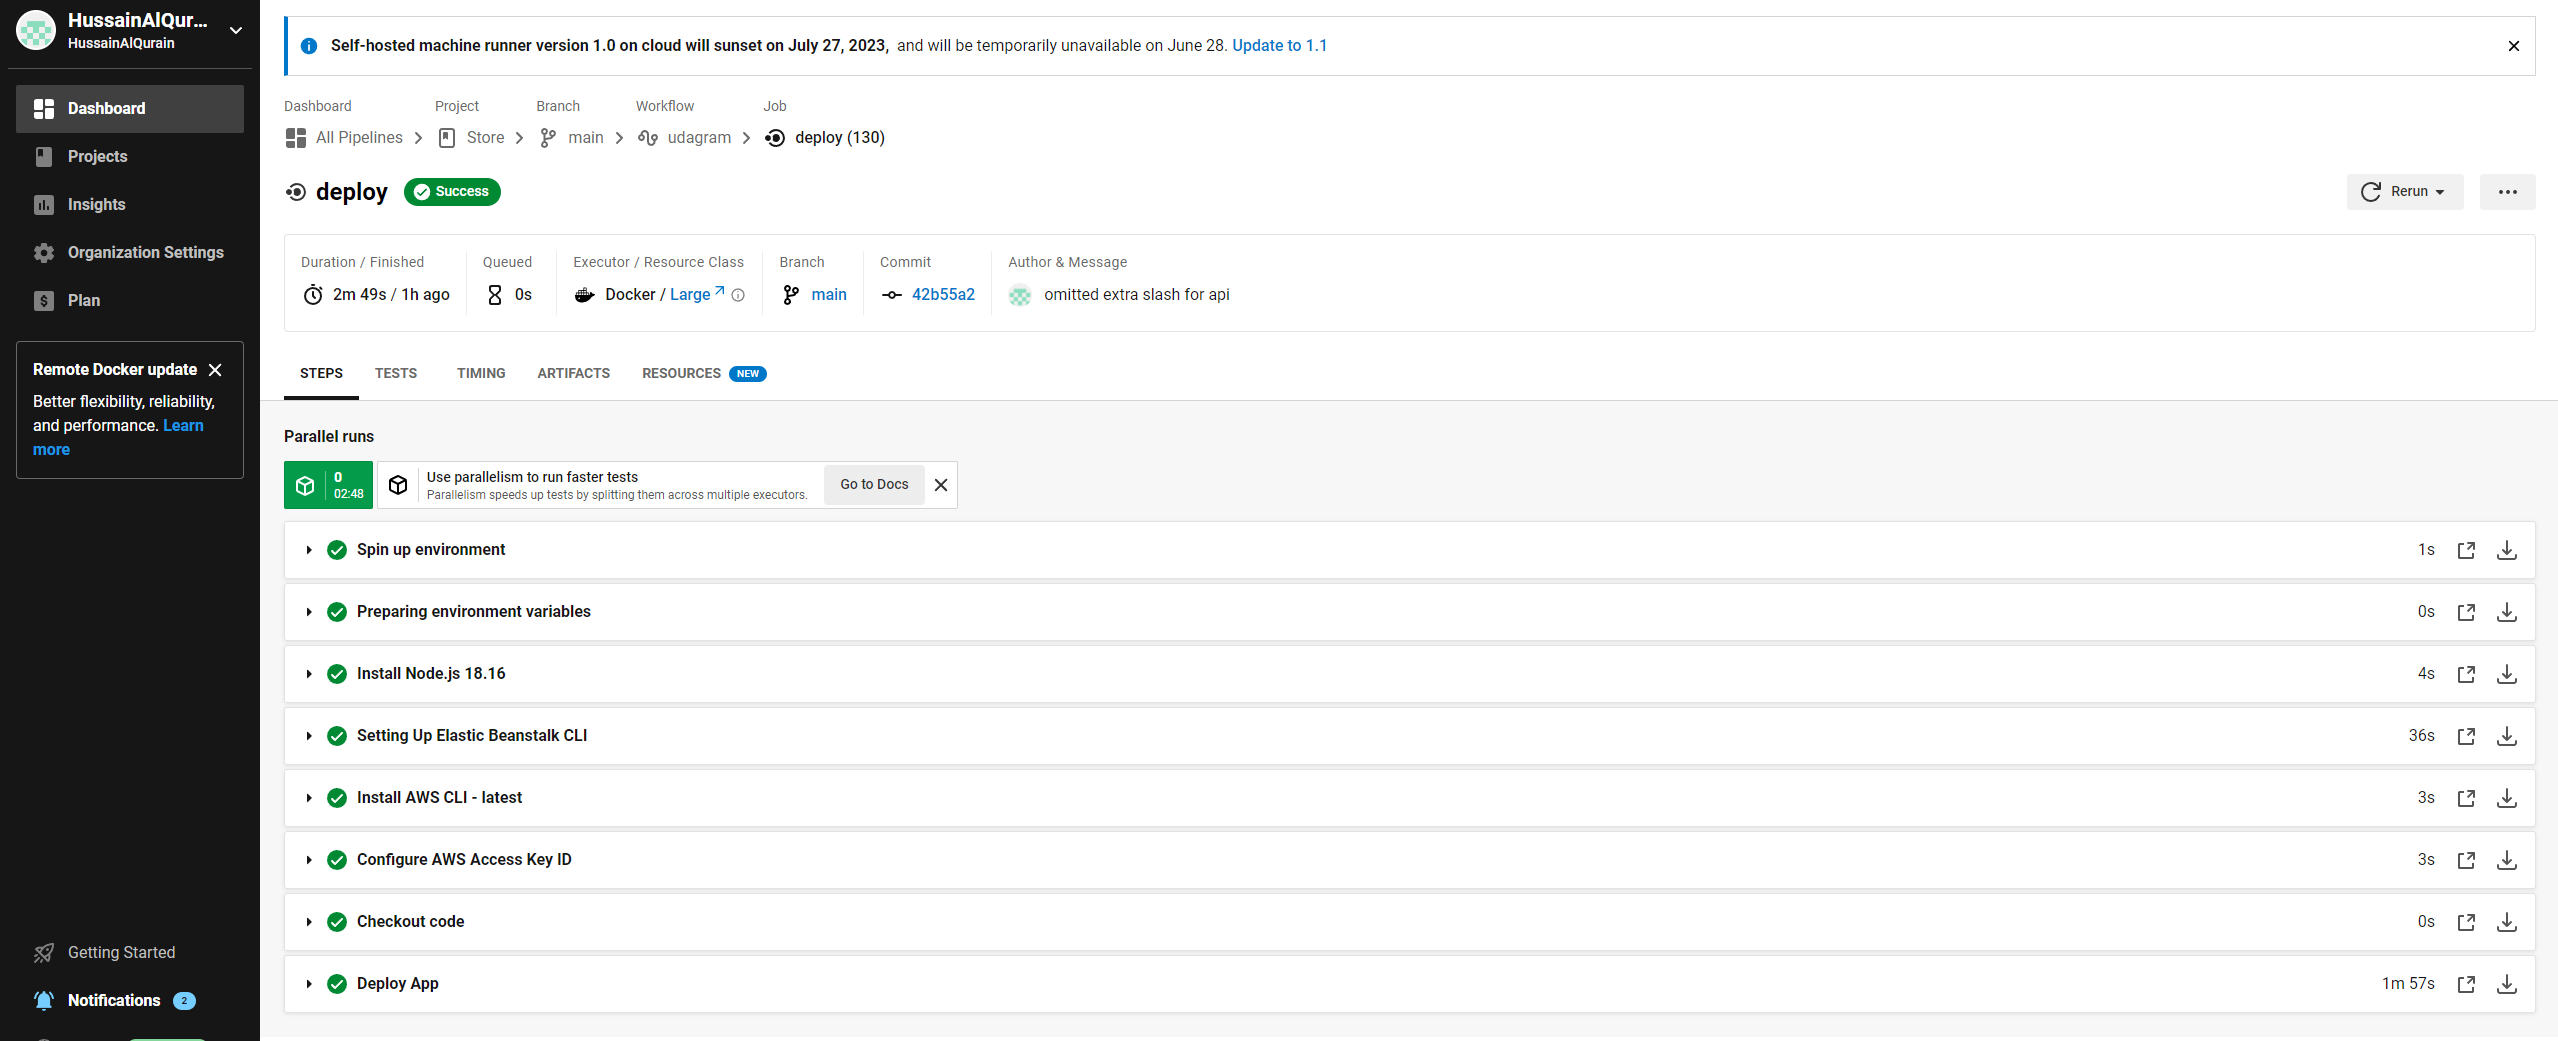 HussainAlQur...
HussainAlQurain
Dashboard
Projects
Insights
Organization Settings
Plan
Remote Docker update
Better flexibility, reliability,
and performance. Learn
more
Getting Started
Notifications 2
Self-hosted machine runner version 1.0 on cloud will sunset on July 27, 2023, and will be temporarily unavailable on June 28. Update to 1.1
Dashboard Project Branch Workflow Job
All Pipelines Store main udagram deploy (130)
deploy Success
Rerun
Duration / Finished Queued Executor / Resource Class Branch Commit Author & Message
2m 49s / 1h ago 0s Docker / Large main 42b55a2 omitted extra slash for api
STEPS TESTS TIMING ARTIFACTS RESOURCES NEW
Parallel runs
0
02:48
Use parallelism to run faster tests
Parallelism speeds up tests by splitting them across multiple executors.
Go to Docs
Spin up environment 1s
Preparing environment variables 0s
Install Node.js 18.16 4s
Setting Up Elastic Beanstalk CLI 36s
Install AWS CLI - latest 3s
Configure AWS Access Key ID 3s
Checkout code 0s
Deploy App 1m 57s